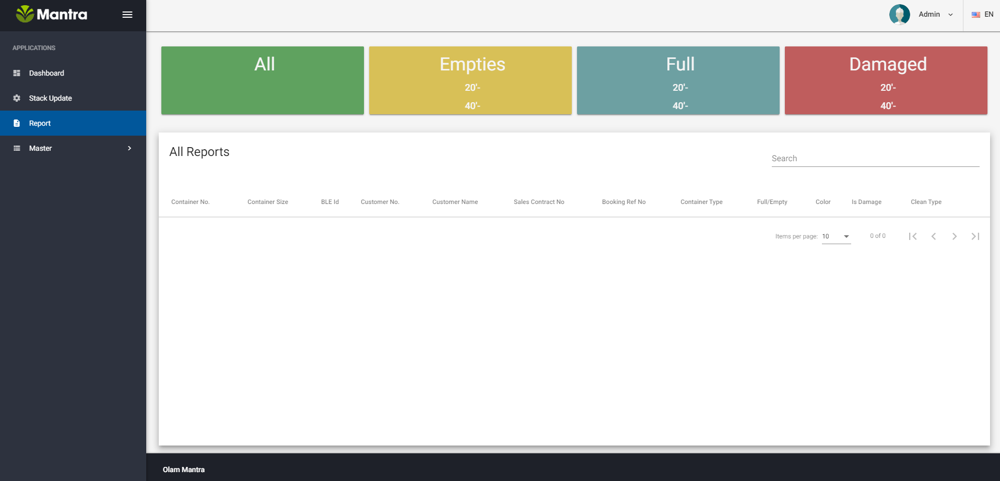 Mantra
Admin
EN
APPLICATIONS
Dashboard
Stack Update
Report
Master
All
Empties
20'-
40'-
Full
20'-
40'-
Damaged
20'-
40'-
All Reports
Search
Container No. Container Size BLE Id Customer No. Customer Name Sales Contract No Booking Ref No Container Type Full/Empty Color Is Damage Clean Type
Items per page: 10 0 of 0
Olam Mantra